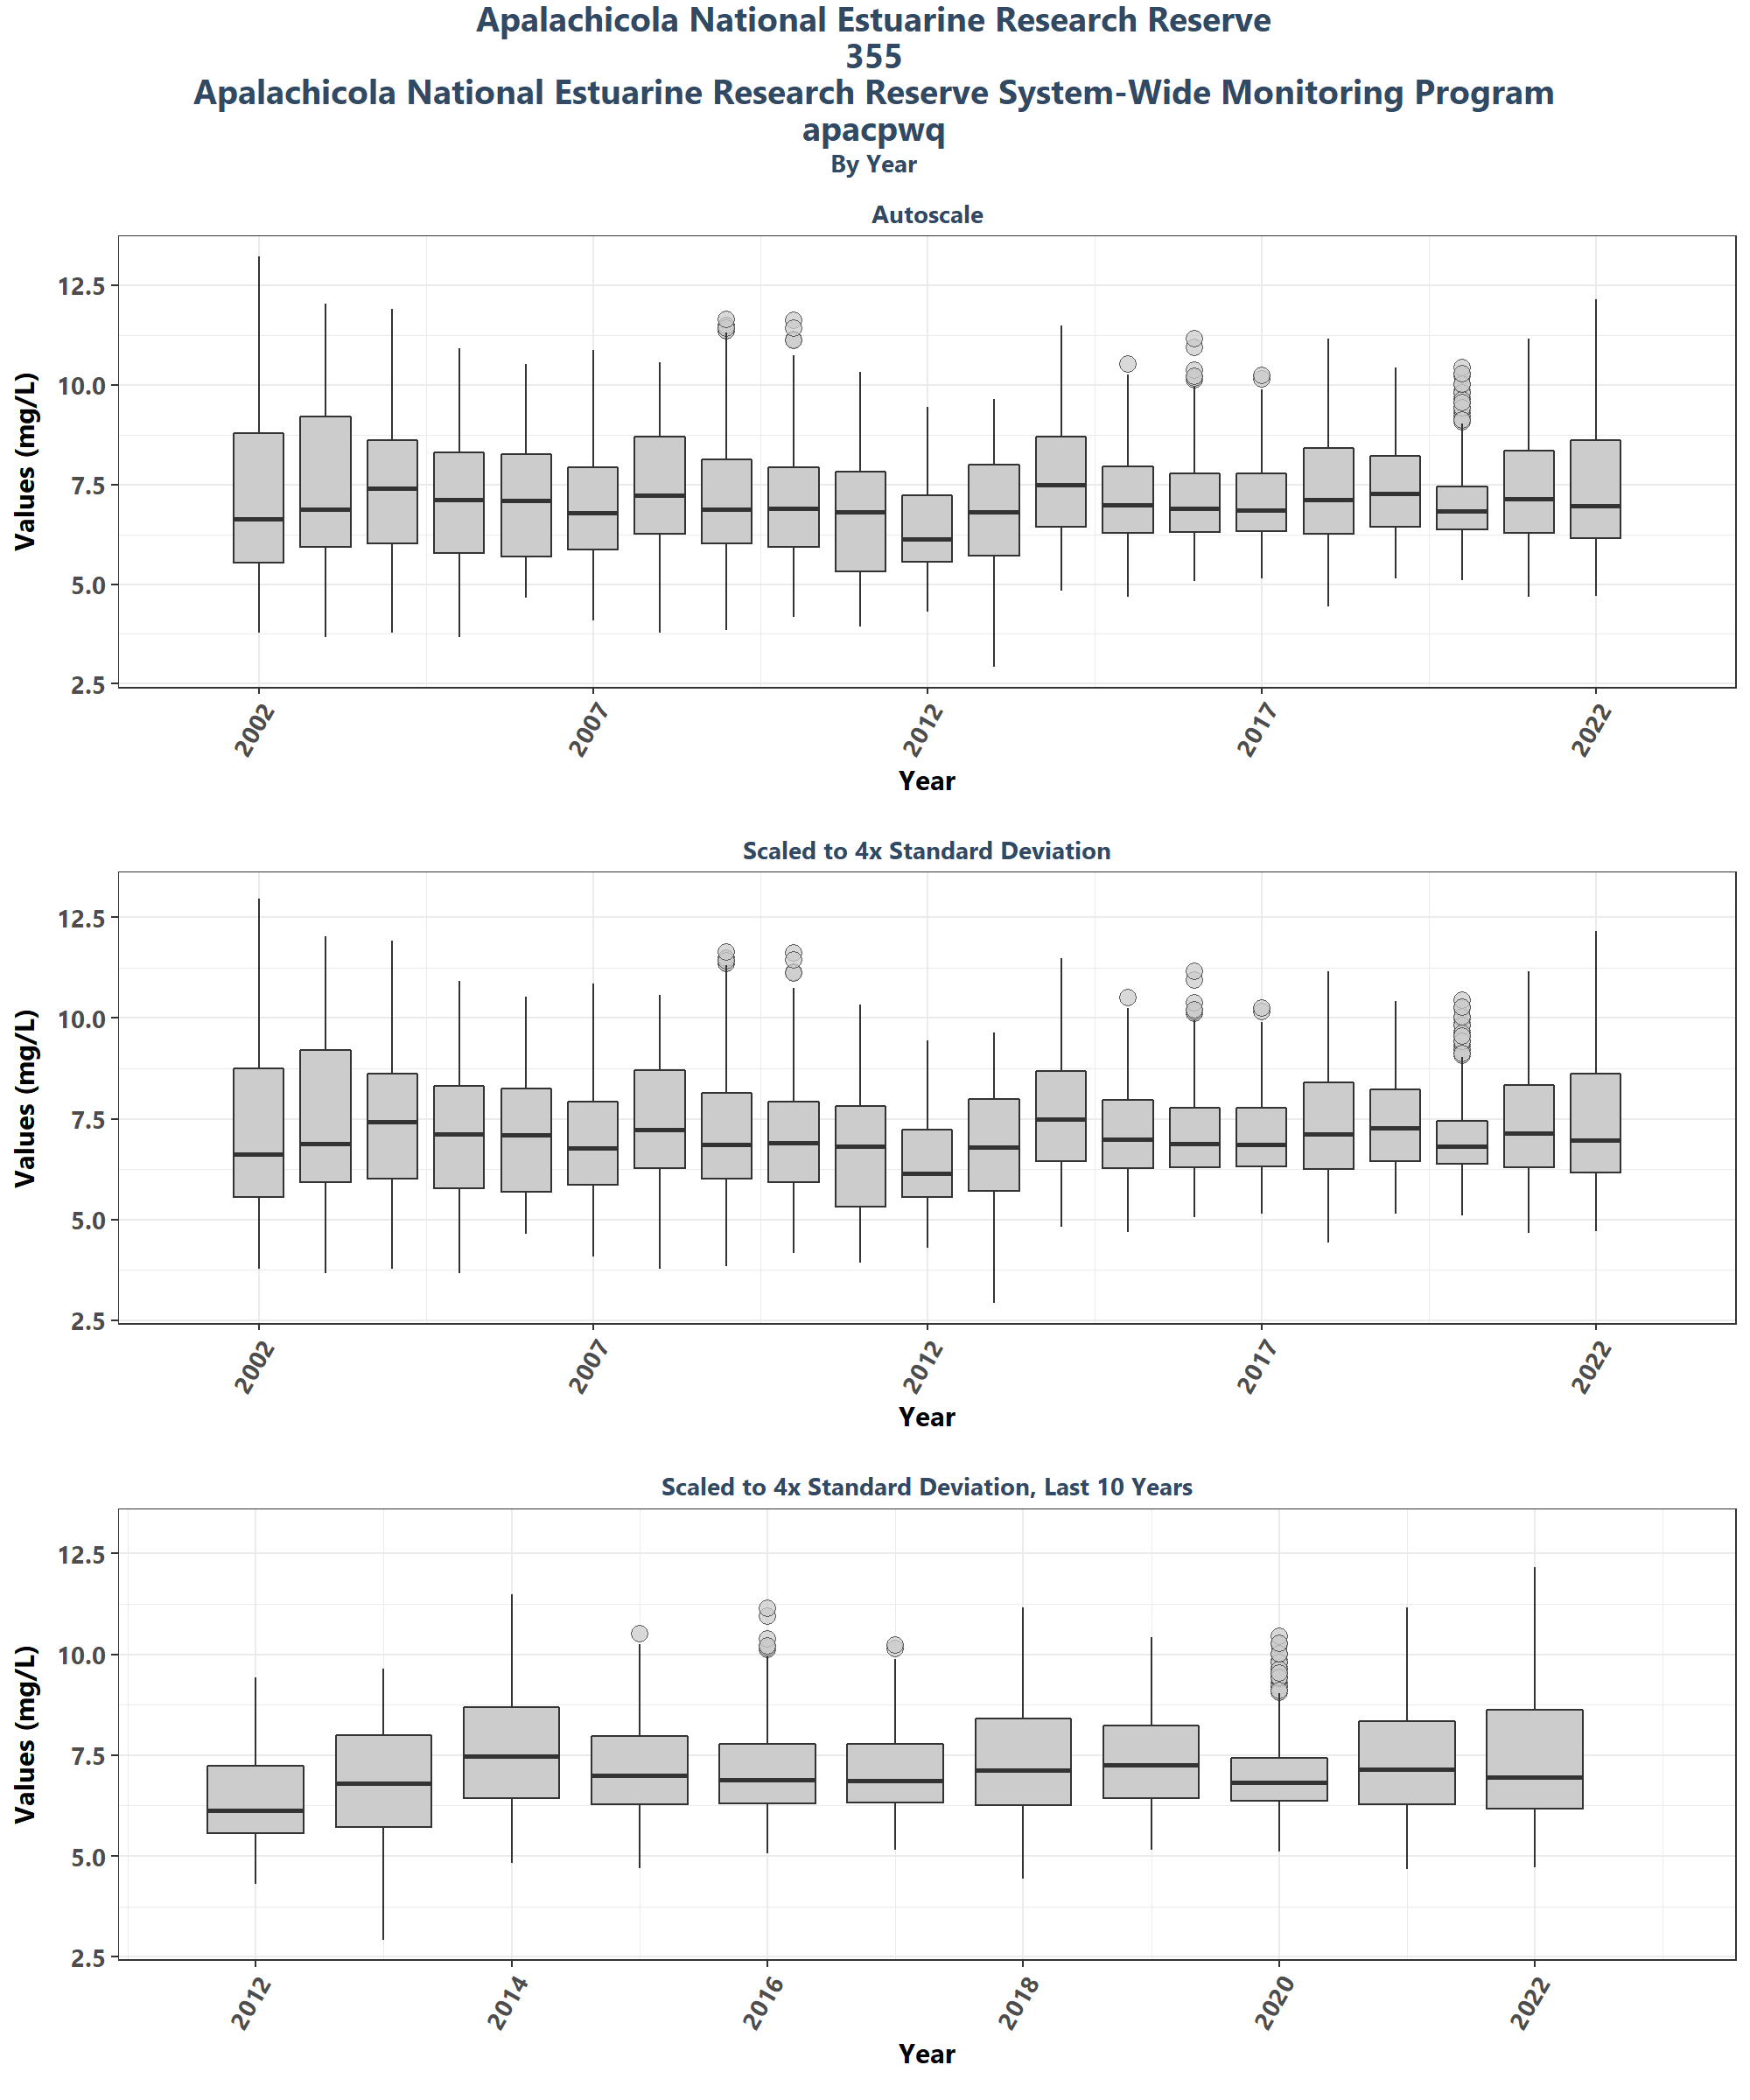 Apalachicola National Estuarine Research Reserve
355
Apalachicola National Estuarine Research Reserve System-Wide Monitoring Program
apacpwq
By Year
Autoscale
Values (mg/L)
12.5
10.0
7.5
5.0
2.5
2002 2007 2012 2017 2022
Year
Scaled to 4x Standard Deviation
Values (mg/L)
12.5
10.0
7.5
5.0
2.5
2002 2007 2012 2017 2022
Year
Scaled to 4x Standard Deviation, Last 10 Years
Values (mg/L)
12.5
10.0
7.5
5.0
2.5
2012 2014 2016 2018 2020 2022
Year